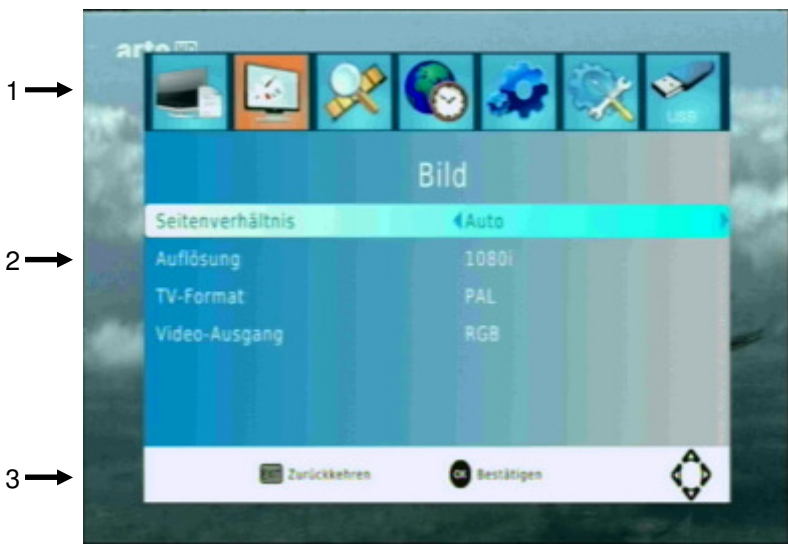 arte HD
1
USB
Bild
Seitenverhältnis Auto
2
Auflösung 1080i
TV-Format PAL
Video-Ausgang RGB
3
EXIT Zurückkehren OK Bestätigen